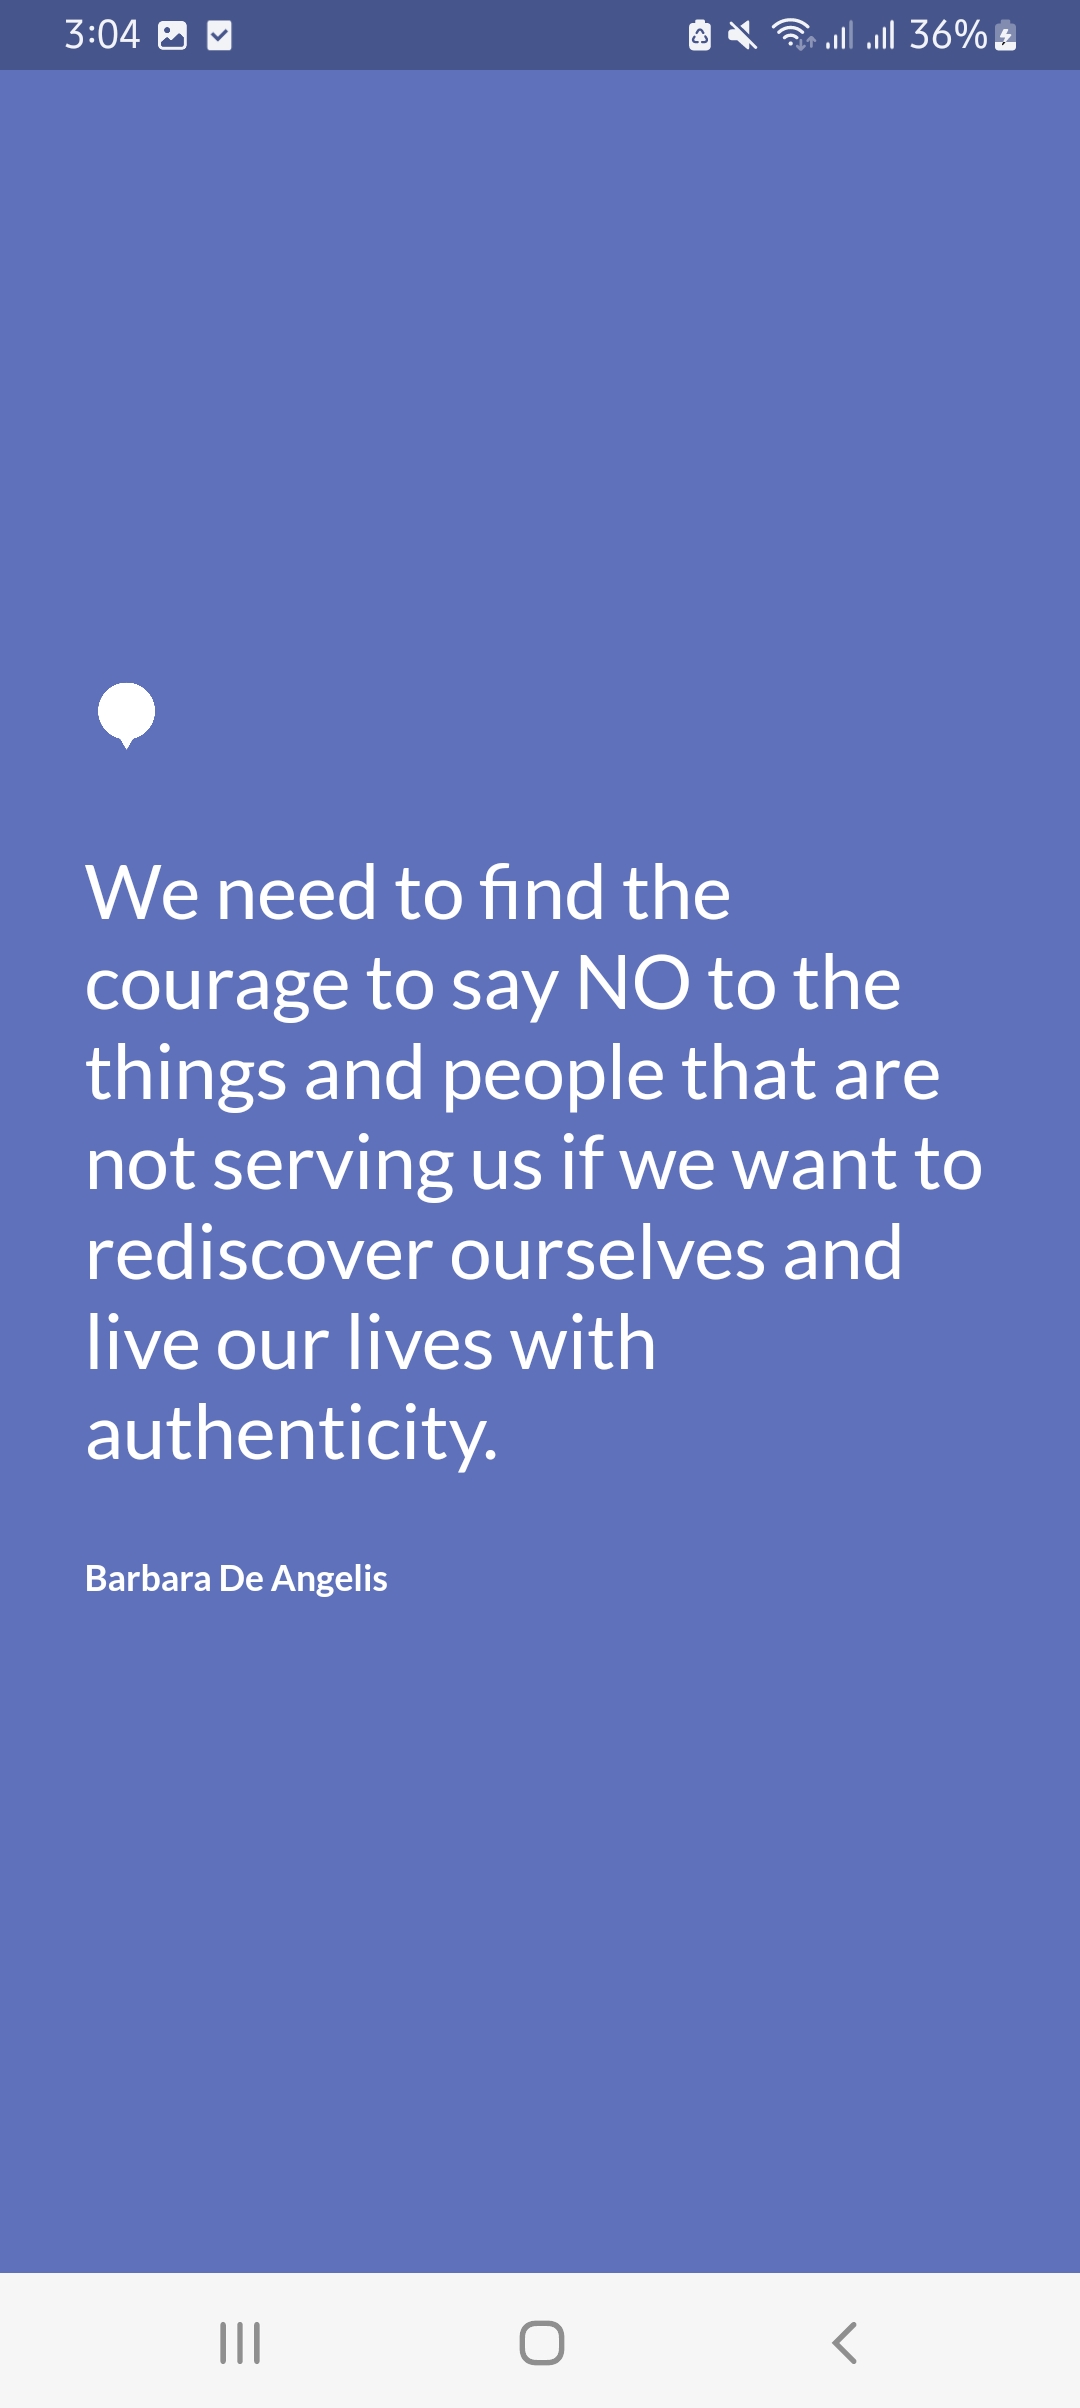 3:04
36%
We need to find the
courage to say NO to the
things and people that are
not serving us if we want to
rediscover ourselves and
live our lives with
authenticity.
Barbara De Angelis